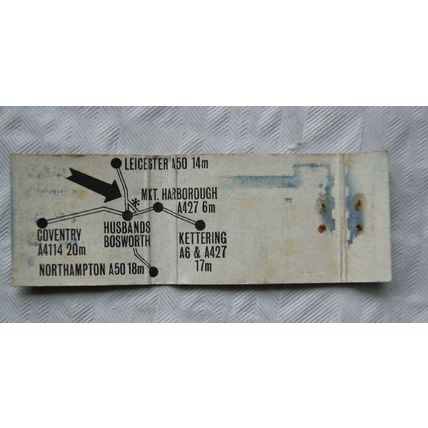 LEICESTER A50 14m
MKT. HARBOROUGH
A427 6m
*
HUSBANDS
BOSWORTH
COVENTRY
A4114 20m
KETTERING
A6 & A427
17m
NORTHAMPTON A50 18m